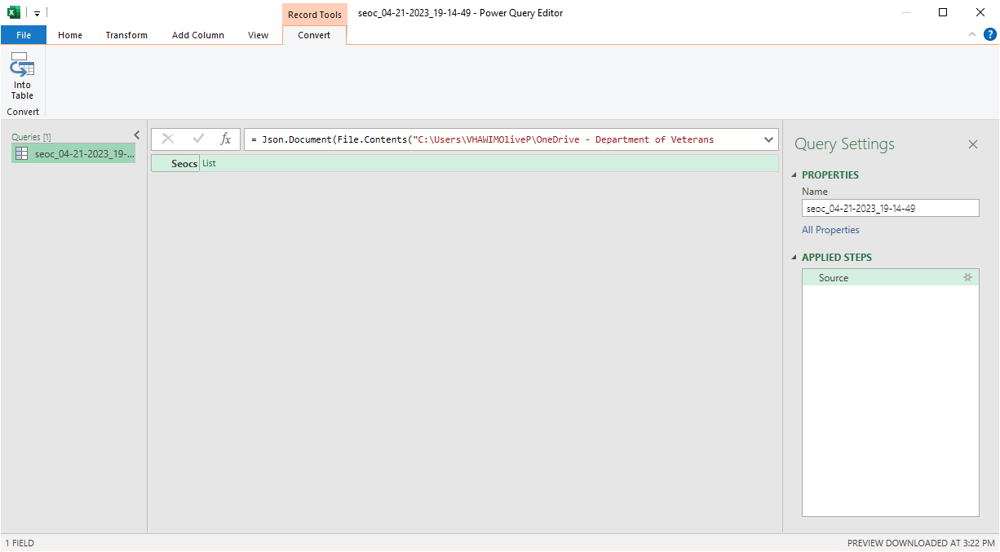 Record Tools
seoc_04-21-2023_19-14-49 - Power Query Editor
File Home Transform Add Column View Convert
?
Into
Table
Convert
Queries [1]
seoc_04-21-2023_19-...
fx = Json.Document(File.Contents("C:\Users\VHAWIMOliveP\OneDrive - Department of Veterans
Seocs List
Query Settings
PROPERTIES
Name
seoc_04-21-2023_19-14-49
All Properties
APPLIED STEPS
Source
1 FIELD
PREVIEW DOWNLOADED AT 3:22 PM